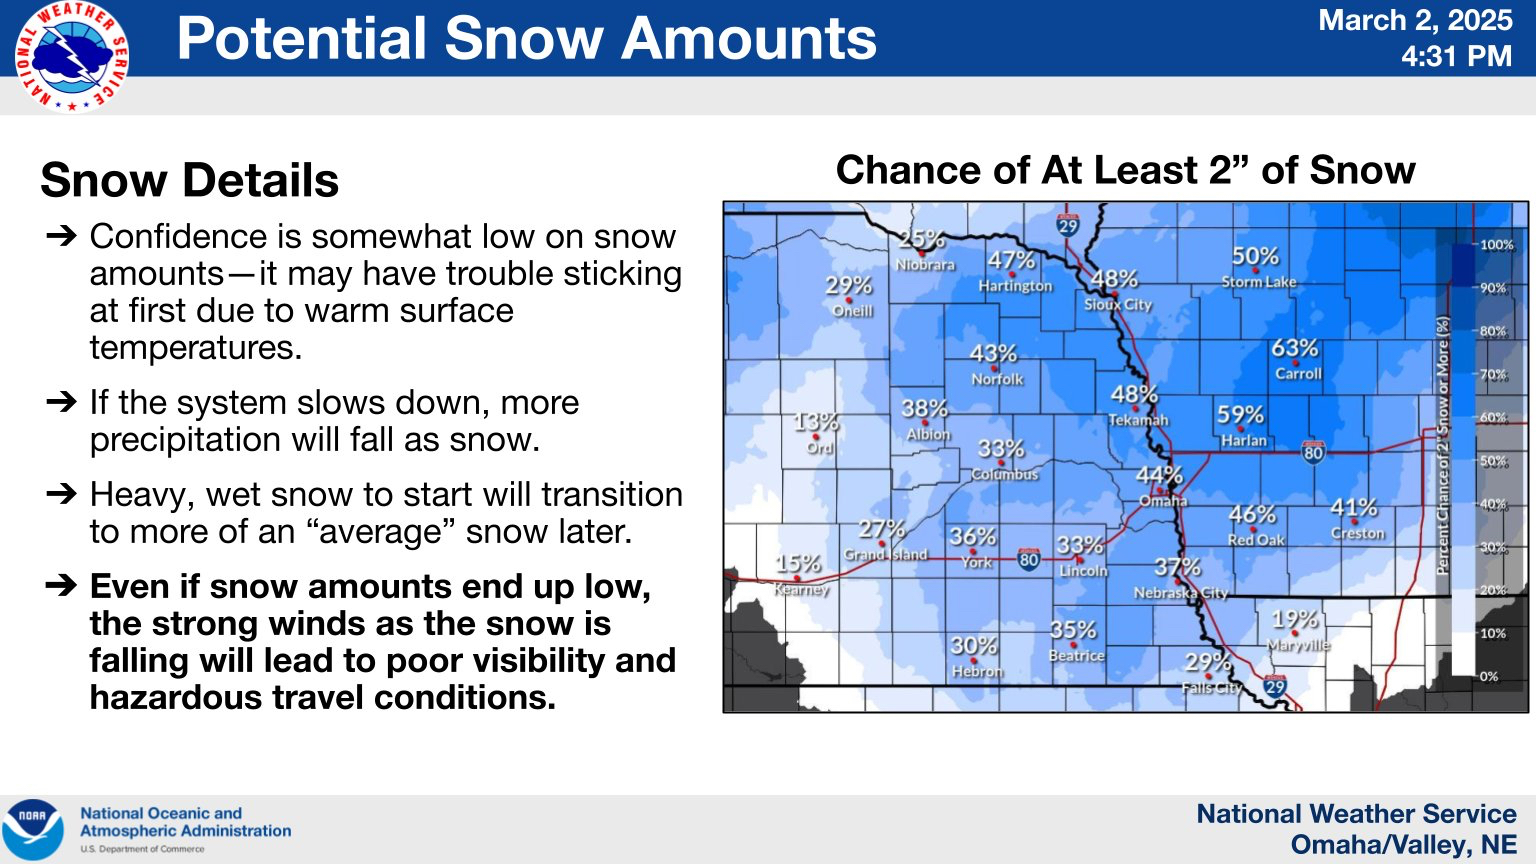 NATIONAL WEATHER SERVICE
Potential Snow Amounts
March 2, 2025
4:31 PM
Snow Details
➔ Confidence is somewhat low on snow
amounts—it may have trouble sticking
at first due to warm surface
temperatures.
➔ If the system slows down, more
precipitation will fall as snow.
➔ Heavy, wet snow to start will transition
to more of an “average” snow later.
➔ Even if snow amounts end up low,
the strong winds as the snow is
falling will lead to poor visibility and
hazardous travel conditions.
Chance of At Least 2” of Snow
29
25%
Niobrara
47%
Hartington
48%
Sioux City
50%
Storm Lake
29%
Oneill
43%
Norfolk
63%
Carroll
48%
Tekamah
59%
Harlan
13%
Ord
38%
Albion
33%
Columbus
80
44%
Omaha
46%
Red Oak
41%
Creston
27%
Grand Island
36%
York
80
33%
Lincoln
15%
Kearney
37%
Nebraska City
19%
Maryville
30%
Hebron
35%
Beatrice
29%
Falls City
29
Percent Chance of 2" Snow or More (%)
100%
90%
80%
70%
60%
50%
40%
30%
20%
10%
0%
NOAA
National Oceanic and
Atmospheric Administration
U.S. Department of Commerce
National Weather Service
Omaha/Valley, NE